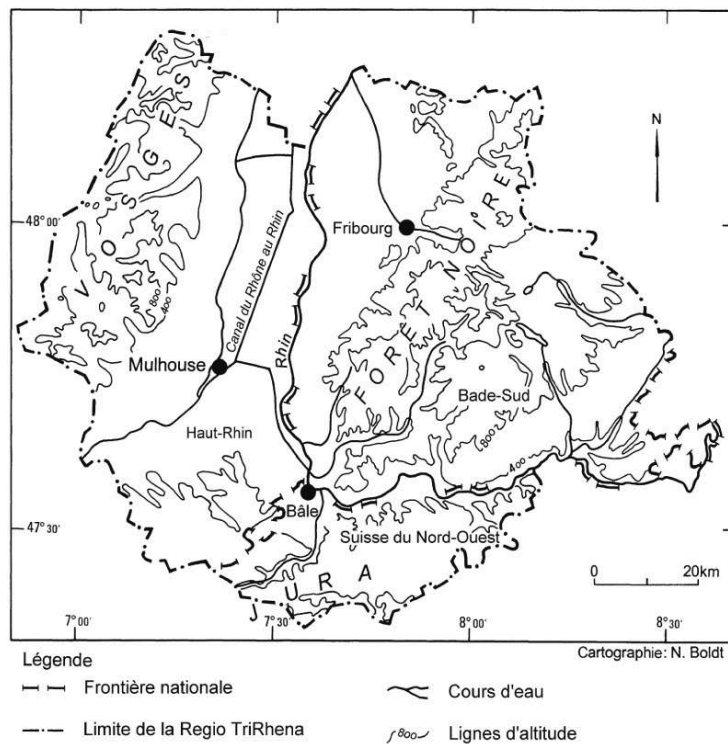 VOSGES
N
48°00'
Fribourg
FORET NOIRE
Canal du Rhône au Rhin
Rhin
800
400
Mulhouse
Bade-Sud
Haut-Rhin
800
400
Bâle
47°30'
Suisse du Nord-Ouest
JURA
0 20km
7°00' 7°30' 8°00' 8°30'
Cartographie: N. Boldt
Légende
Frontière nationale
Cours d'eau
Limite de la Regio TriRhena
800 Lignes d'altitude